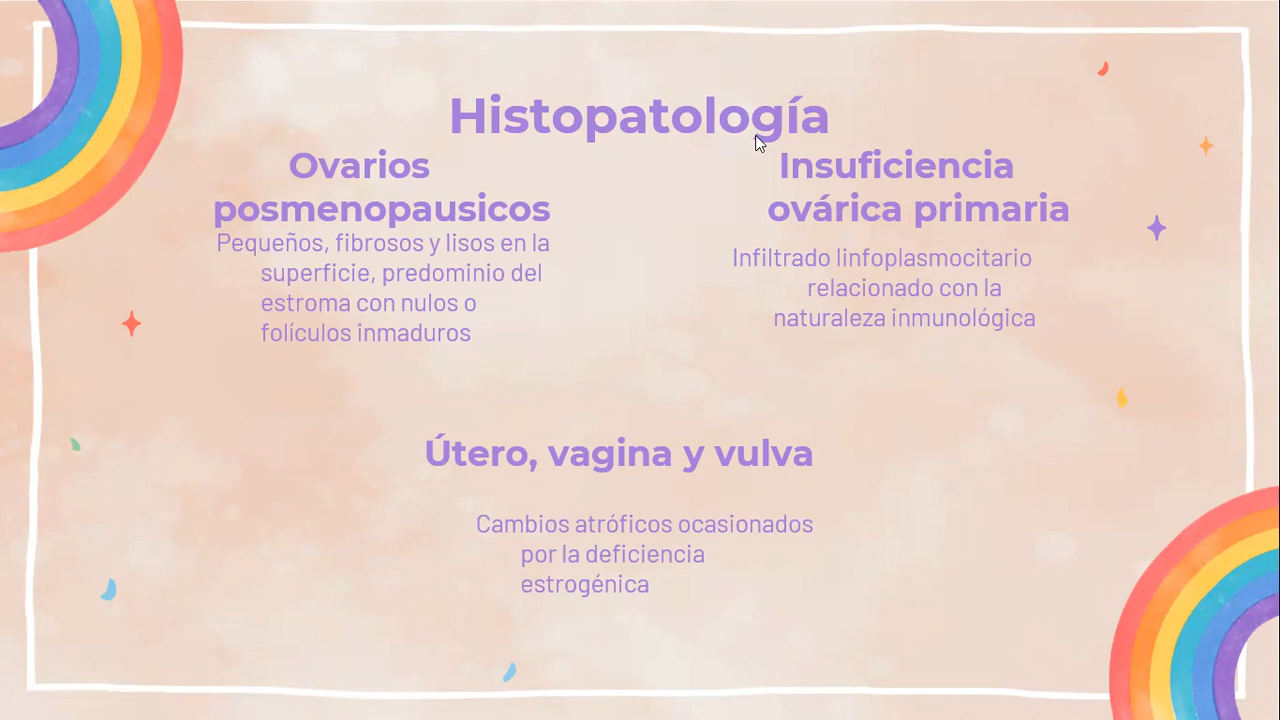 Histopatología
Ovarios
posmenopausicos
Pequeños, fibrosos y lisos en la
superficie, predominio del
estroma con nulos o
folículos inmaduros
Insuficiencia
ovárica primaria
Infiltrado linfoplasmocitario
relacionado con la
naturaleza inmunológica
Útero, vagina y vulva
Cambios atróficos ocasionados
por la deficiencia
estrogénica